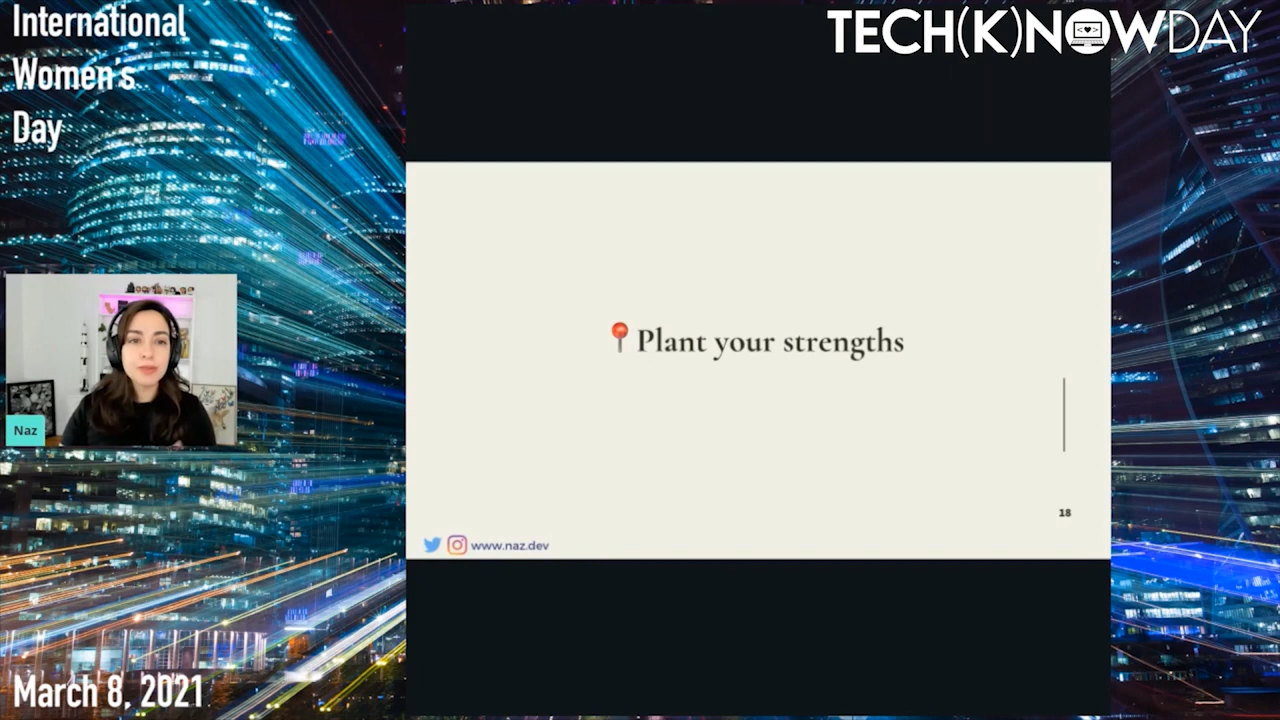 International
Women's
Day
TECH(K)NOWDAY
Plant your strengths
Naz
18
www.naz.dev
March 8, 2021